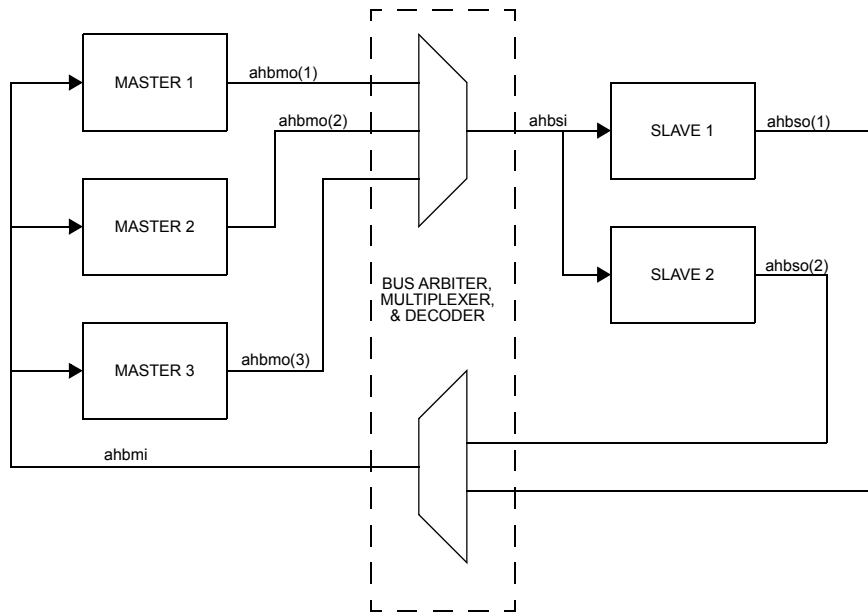 MASTER 1
ahbmo(1)
ahbmo(2)
ahbsi
SLAVE 1
ahbso(1)
MASTER 2
SLAVE 2
ahbso(2)
BUS ARBITER,
MULTIPLEXER,
& DECODER
MASTER 3
ahbmo(3)
ahbmi